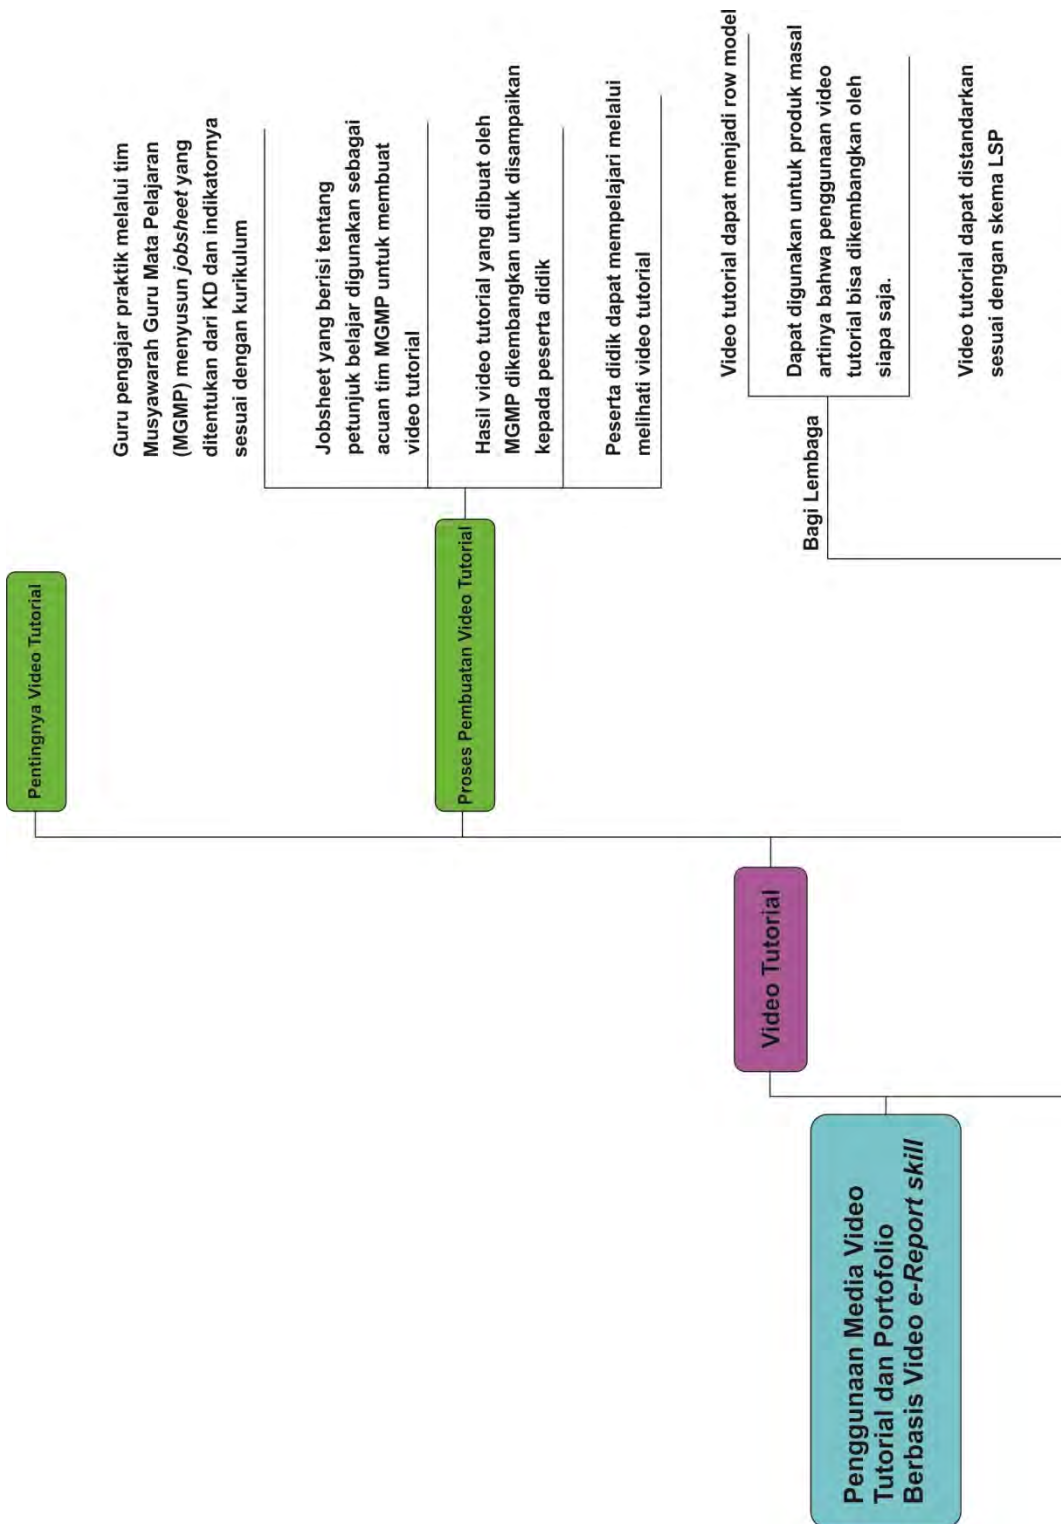 Penggunaan Media Video
Tutorial dan Portofolio
Berbasis Video e-Report skill
Video Tutorial
Pentingnya Video Tutorial
Proses Pembuatan Video Tutorial
Guru pengajar praktik melalui tim
Musyawarah Guru Mata Pelajaran
(MGMP) menyusun jobsheet yang
ditentukan dari KD dan indikatornya
sesuai dengan kurikulum
Jobsheet yang berisi tentang
petunjuk belajar digunakan sebagai
acuan tim MGMP untuk membuat
video tutorial
Hasil video tutorial yang dibuat oleh
MGMP dikembangkan untuk disampaikan
kepada peserta didik
Peserta didik dapat mempelajari melalui
melihati video tutorial
Bagi Lembaga
Video tutorial dapat menjadi row model
Dapat digunakan untuk produk masal
artinya bahwa penggunaan video
tutorial bisa dikembangkan oleh
siapa saja.
Video tutorial dapat distandarkan
sesuai dengan skema LSP